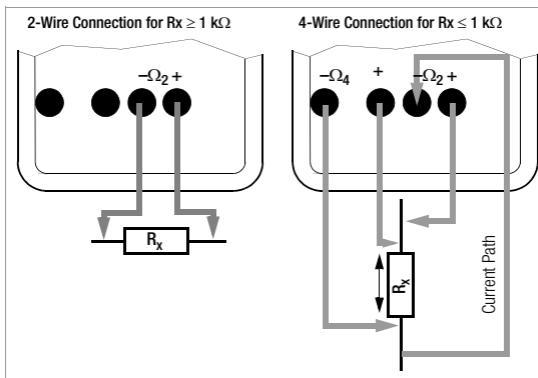 2-Wire Connection for Rx ≥ 1 kΩ
4-Wire Connection for Rx ≤ 1 kΩ
−Ω₂ +
−Ω₄ + −Ω₂ +
Rₓ
Rₓ
Current Path